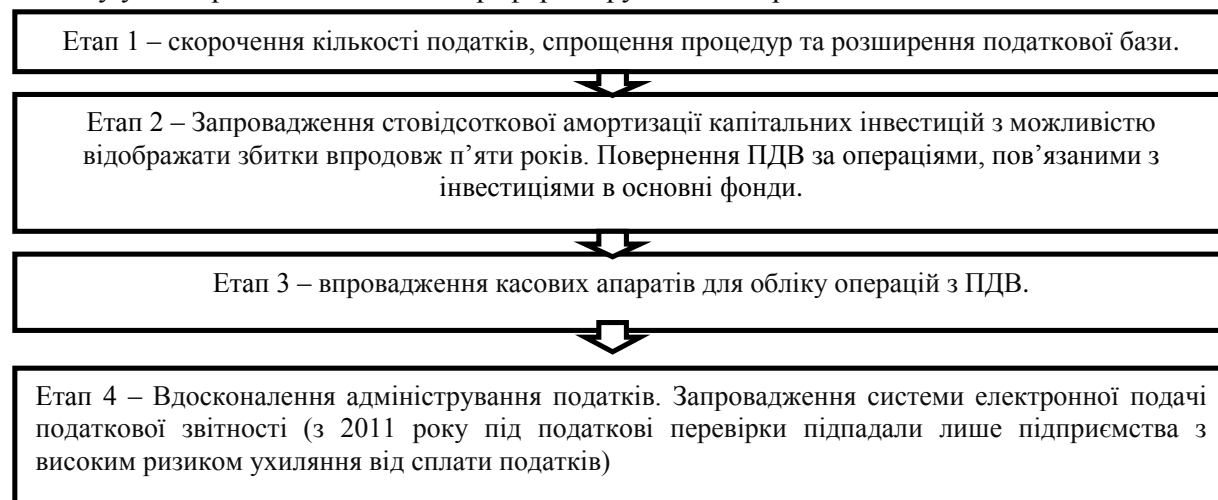 Етап 1 – скорочення кількості податків, спрощення процедур та розширення податкової бази.
Етап 2 – Запровадження стовідсоткової амортизації капітальних інвестицій з можливістю
відображати збитки впродовж п’яти років. Повернення ПДВ за операціями, пов’язаними з
інвестиціями в основні фонди.
Етап 3 – впровадження касових апаратів для обліку операцій з ПДВ.
Етап 4 – Вдосконалення адміністрування податків. Запровадження системи електронної подачі
податкової звітності (з 2011 року під податкові перевірки підпадали лише підприємства з
високим ризиком ухиляння від сплати податків)